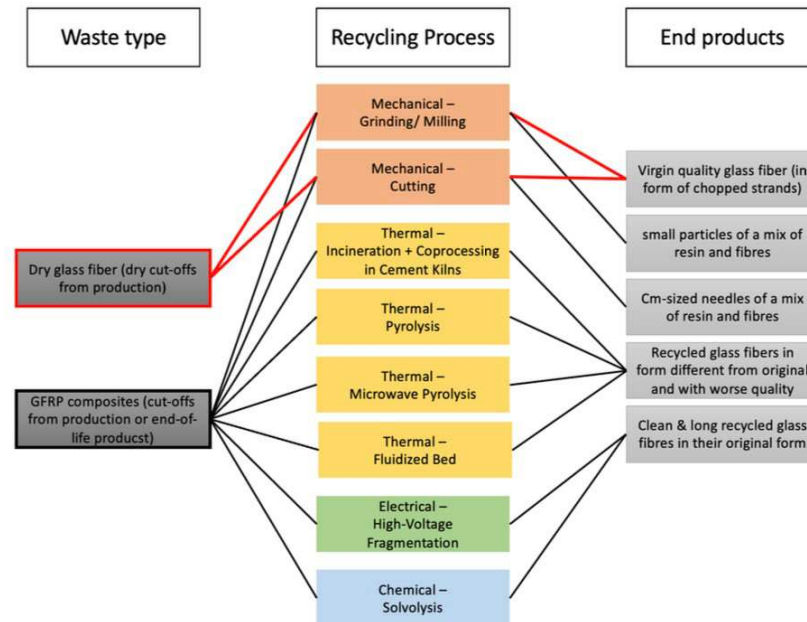 Waste type
Recycling Process
End products
Mechanical –
Grinding/ Milling
Mechanical –
Cutting
Thermal –
Incineration + Coprocessing
in Cement Kilns
Thermal –
Pyrolysis
Thermal –
Microwave Pyrolysis
Thermal –
Fluidized Bed
Electrical –
High-Voltage
Fragmentation
Chemical –
Solvolysis
Dry glass fiber (dry cut-offs
from production)
GFRP composites (cut-offs
from production or end-of-
life producst)
Virgin quality glass fiber (in
form of chopped strands)
small particles of a mix of
resin and fibres
Cm-sized needles of a mix
of resin and fibres
Recycled glass fibers in
form different from original
and with worse quality
Clean & long recycled glass
fibres in their original form